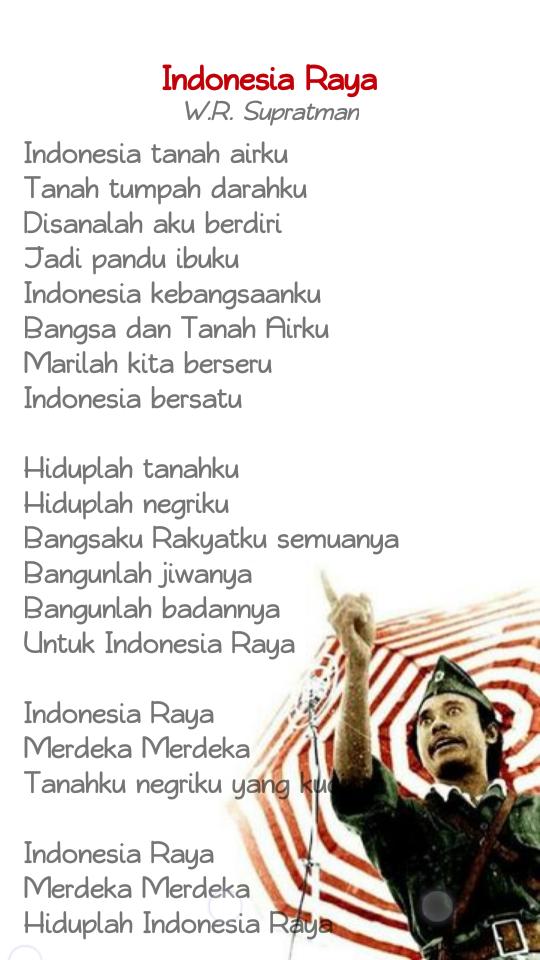 Indonesia Raya
W.R. Supratman
Indonesia tanah airku
Tanah tumpah darahku
Disanalah aku berdiri
Jadi pandu ibuku
Indonesia kebangsaanku
Bangsa dan Tanah Airku
Marilah kita berseru
Indonesia bersatu
Hiduplah tanahku
Hiduplah negriku
Bangsaku Rakyatku semuanya
Bangunlah jiwanya
Bangunlah badannya
Untuk Indonesia Raya
Indonesia Raya
Merdeka Merdeka
Tanahku negriku yang
Indonesia Raya
Merdeka Merdeka
Hiduplah Indonesia Raya